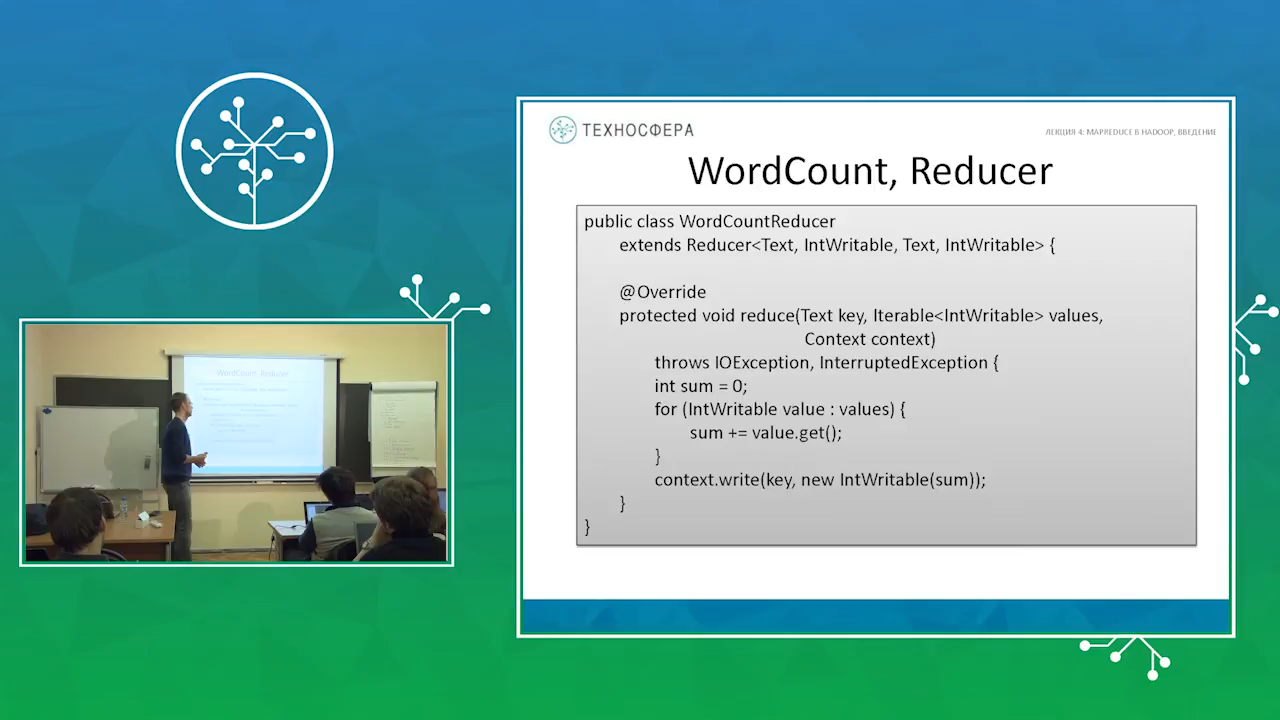 ТЕХНОСФЕРА
ЛЕКЦИЯ 4: MAPREDUCE В HADOOP, ВВЕДЕНИЕ
WordCount, Reducer
public class WordCountReducer
extends Reducer<Text, IntWritable, Text, IntWritable> {
@Override
protected void reduce(Text key, Iterable<IntWritable> values,
Context context)
throws IOException, InterruptedException {
int sum = 0;
for (IntWritable value : values) {
sum += value.get();
}
context.write(key, new IntWritable(sum));
}
}
WordCount, Reducer